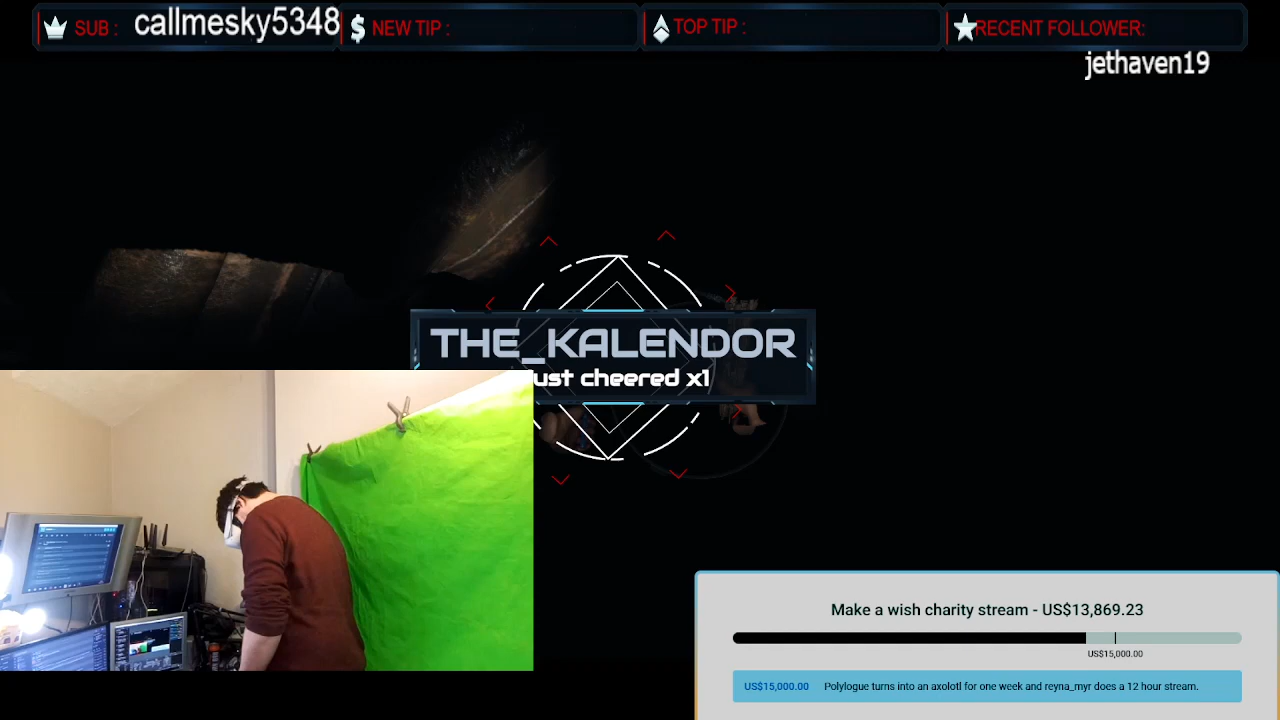 SUB : callmesky5348
NEW TIP :
TOP TIP :
RECENT FOLLOWER:
jethaven19
THE_KALENDOR
ust cheered x1
Make a wish charity stream - US$13,869.23
US$15,000.00
US$15,000.00 Polylogue turns into an axolotl for one week and reyna_myr does a 12 hour stream.